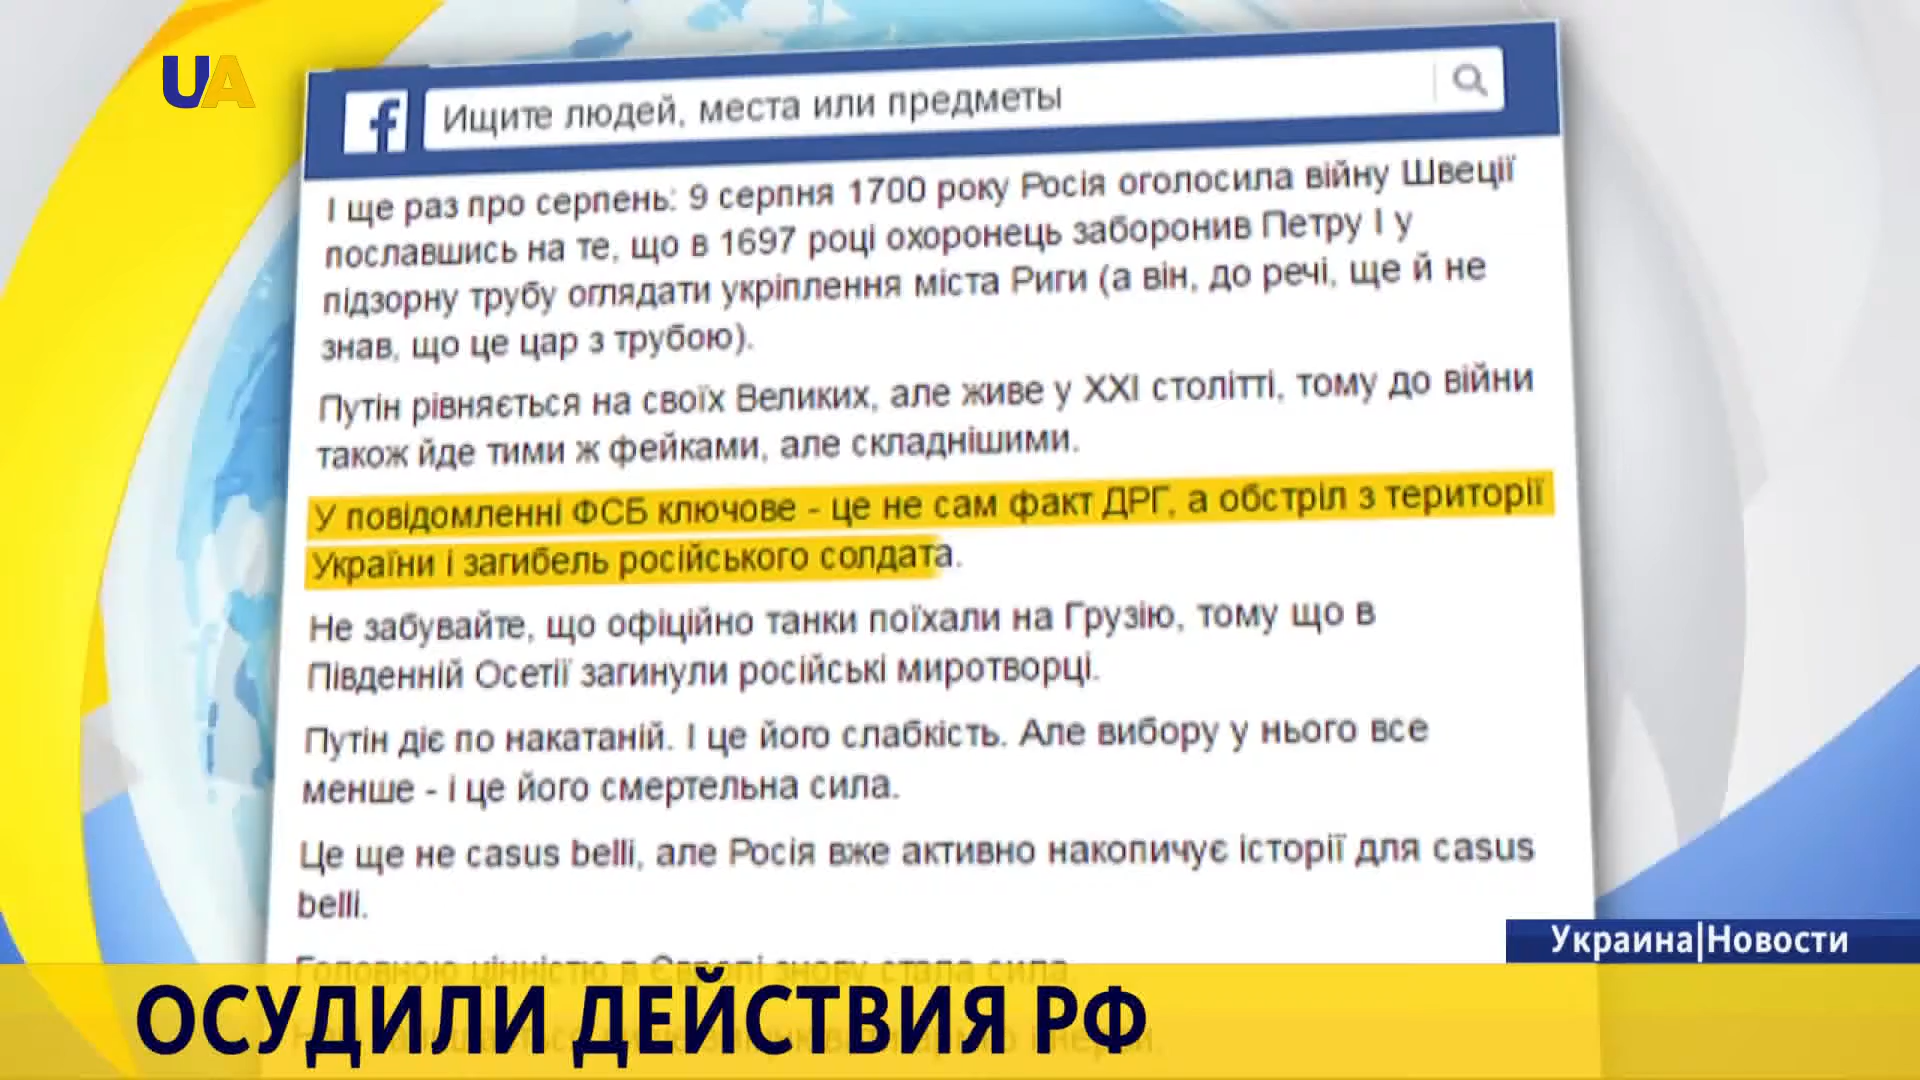 UA
f
Ищите людей, места или предметы
І ще раз про серпень: 9 серпня 1700 року Росія оголосила війну Швеції
пославшись на те, що в 1697 році охоронець заборонив Петру І у
підзорну трубу оглядати укріплення міста Риги (а він, до речі, ще й не
знав, що це цар з трубою).
Путін рівняється на своїх Великих, але живе у XXI столітті, тому до війни
також йде тими ж фейками, але складнішими.
У повідомленні ФСБ ключове - це не сам факт ДРГ, а обстріл з території
України і загибель російського солдата.
Не забувайте, що офіційно танки поїхали на Грузію, тому що в
Південній Осетії загинули російські миротворці.
Путін діє по накатаній. І це його слабкість. Але вибору у нього все
менше - і це його смертельна сила.
Це ще не casus belli, але Росія вже активно накопичує історії для casus
belli.
Украина|Новости
Головною цінністю в Європі знову стала сила
ОСУДИЛИ ДЕЙСТВИЯ РФ